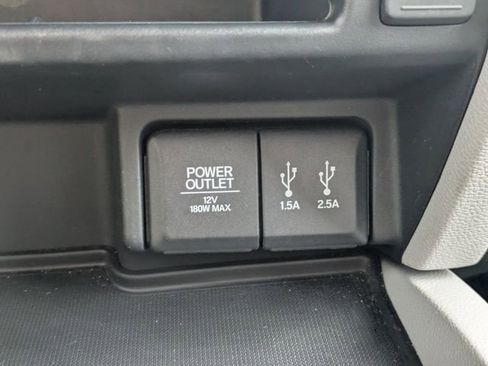 POWER
OUTLET
12V
180W MAX
1.5A 2.5A